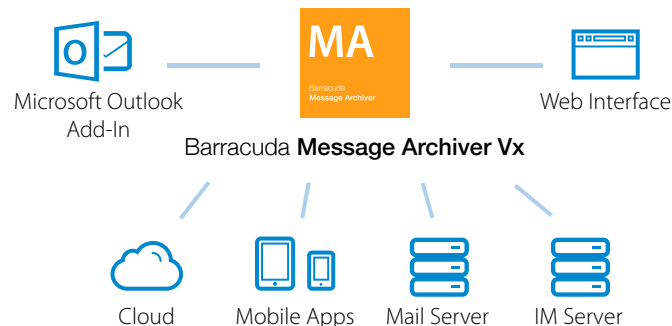 MA
Barracuda
Message Archiver
Microsoft Outlook
Add-In
Web Interface
Barracuda Message Archiver Vx
Cloud
Mobile Apps
Mail Server
IM Server